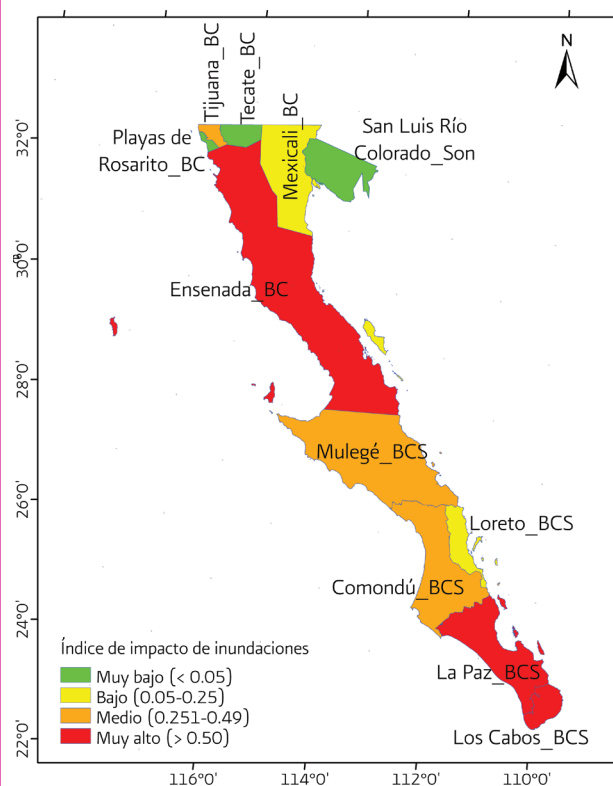 Tijuana_BC
Tecate_BC
Mexicali_BC
N
San Luis Río
Colorado_Son
Playas de
Rosarito_BC
Ensenada_BC
Mulegé_BCS
Loreto_BCS
Comondú_BCS
La Paz_BCS
Los Cabos_BCS
Índice de impacto de inundaciones
Muy bajo (< 0.05)
Bajo (0.05-0.25)
Medio (0.251-0.49)
Muy alto (> 0.50)
32°0'
30°0'
28°0'
26°0'
24°0'
22°0'
116°0'
114°0'
112°0'
110°0'